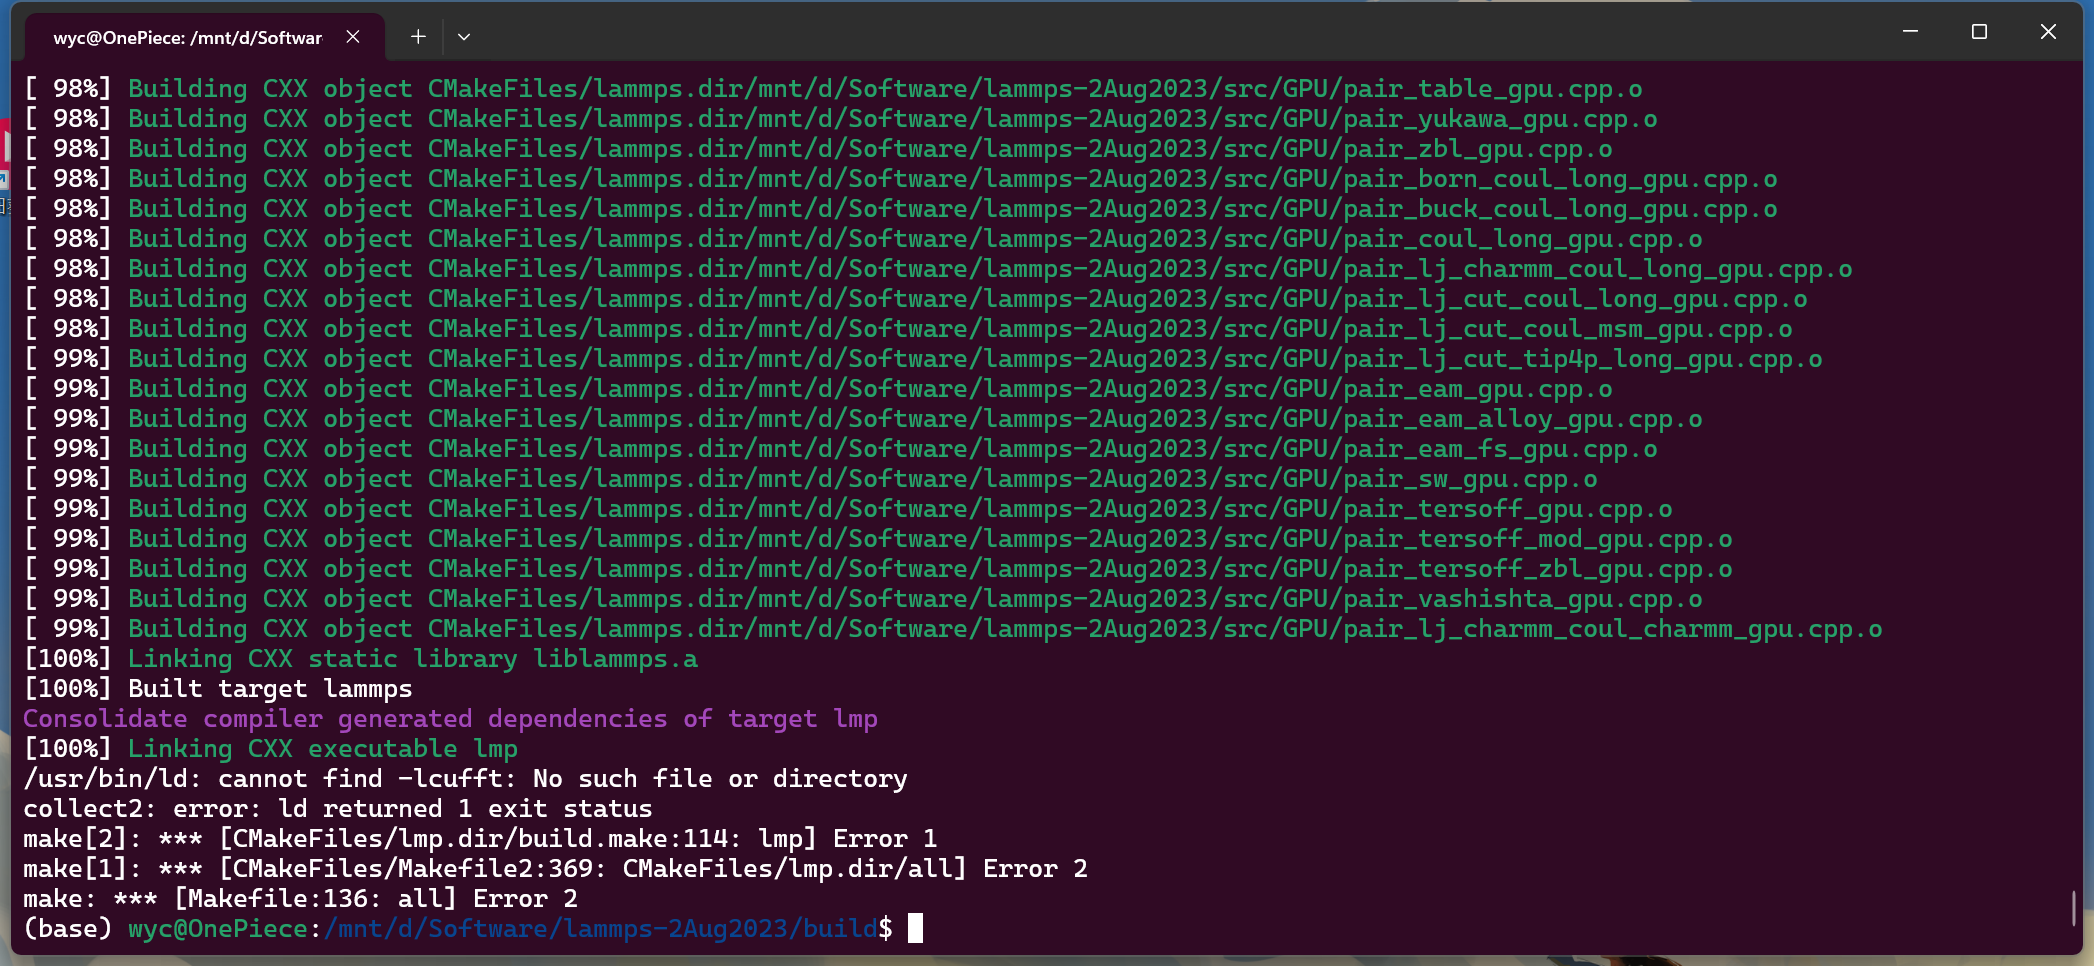 wyc@OnePiece: /mnt/d/Softwar
[ 98%] Building CXX object CMakeFiles/lammps.dir/mnt/d/Software/lammps-2Aug2023/src/GPU/pair_table_gpu.cpp.o
[ 98%] Building CXX object CMakeFiles/lammps.dir/mnt/d/Software/lammps-2Aug2023/src/GPU/pair_yukawa_gpu.cpp.o
[ 98%] Building CXX object CMakeFiles/lammps.dir/mnt/d/Software/lammps-2Aug2023/src/GPU/pair_zbl_gpu.cpp.o
[ 98%] Building CXX object CMakeFiles/lammps.dir/mnt/d/Software/lammps-2Aug2023/src/GPU/pair_born_coul_long_gpu.cpp.o
[ 98%] Building CXX object CMakeFiles/lammps.dir/mnt/d/Software/lammps-2Aug2023/src/GPU/pair_buck_coul_long_gpu.cpp.o
[ 98%] Building CXX object CMakeFiles/lammps.dir/mnt/d/Software/lammps-2Aug2023/src/GPU/pair_coul_long_gpu.cpp.o
[ 98%] Building CXX object CMakeFiles/lammps.dir/mnt/d/Software/lammps-2Aug2023/src/GPU/pair_lj_charmm_coul_long_gpu.cpp.o
[ 98%] Building CXX object CMakeFiles/lammps.dir/mnt/d/Software/lammps-2Aug2023/src/GPU/pair_lj_cut_coul_long_gpu.cpp.o
[ 98%] Building CXX object CMakeFiles/lammps.dir/mnt/d/Software/lammps-2Aug2023/src/GPU/pair_lj_cut_coul_msm_gpu.cpp.o
[ 99%] Building CXX object CMakeFiles/lammps.dir/mnt/d/Software/lammps-2Aug2023/src/GPU/pair_lj_cut_tip4p_long_gpu.cpp.o
[ 99%] Building CXX object CMakeFiles/lammps.dir/mnt/d/Software/lammps-2Aug2023/src/GPU/pair_eam_gpu.cpp.o
[ 99%] Building CXX object CMakeFiles/lammps.dir/mnt/d/Software/lammps-2Aug2023/src/GPU/pair_eam_alloy_gpu.cpp.o
[ 99%] Building CXX object CMakeFiles/lammps.dir/mnt/d/Software/lammps-2Aug2023/src/GPU/pair_eam_fs_gpu.cpp.o
[ 99%] Building CXX object CMakeFiles/lammps.dir/mnt/d/Software/lammps-2Aug2023/src/GPU/pair_sw_gpu.cpp.o
[ 99%] Building CXX object CMakeFiles/lammps.dir/mnt/d/Software/lammps-2Aug2023/src/GPU/pair_tersoff_gpu.cpp.o
[ 99%] Building CXX object CMakeFiles/lammps.dir/mnt/d/Software/lammps-2Aug2023/src/GPU/pair_tersoff_mod_gpu.cpp.o
[ 99%] Building CXX object CMakeFiles/lammps.dir/mnt/d/Software/lammps-2Aug2023/src/GPU/pair_tersoff_zbl_gpu.cpp.o
[ 99%] Building CXX object CMakeFiles/lammps.dir/mnt/d/Software/lammps-2Aug2023/src/GPU/pair_vashishta_gpu.cpp.o
[ 99%] Building CXX object CMakeFiles/lammps.dir/mnt/d/Software/lammps-2Aug2023/src/GPU/pair_lj_charmm_coul_charmm_gpu.cpp.o
[100%] Linking CXX static library liblammps.a
[100%] Built target lammps
Consolidate compiler generated dependencies of target lmp
[100%] Linking CXX executable lmp
/usr/bin/ld: cannot find -lcufft: No such file or directory
collect2: error: ld returned 1 exit status
make[2]: *** [CMakeFiles/lmp.dir/build.make:114: lmp] Error 1
make[1]: *** [CMakeFiles/Makefile2:369: CMakeFiles/lmp.dir/all] Error 2
make: *** [Makefile:136: all] Error 2
(base) wyc@OnePiece:/mnt/d/Software/lammps-2Aug2023/build$